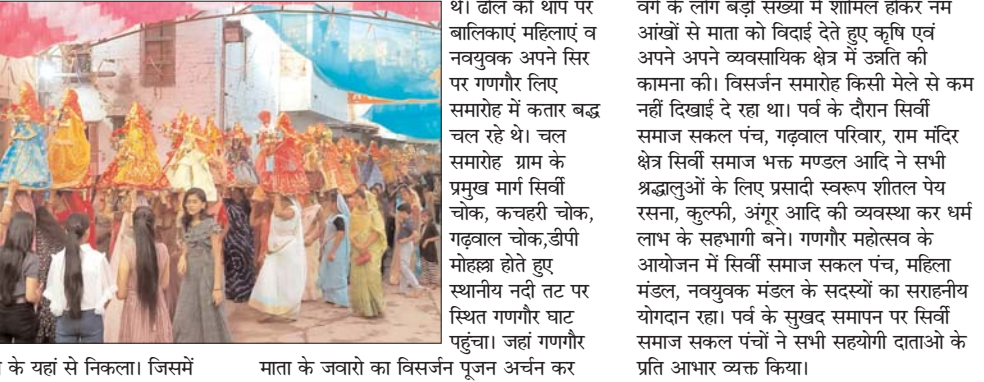 के यहां से निकला। जिसमें
थे। ढोल की थाप पर
बालिकाएं महिलाएं व
नवयुवक अपने सिर
पर गणगौर लिए
समारोह में कतार बद्ध
चल रहे थे। चल
समारोह ग्राम के
प्रमुख मार्ग सिर्वी
चोक, कचहरी चोक,
गढ़वाल चोक,डीपी
मोहल्ला होते हुए
स्थानीय नदी तट पर
स्थित गणगौर घाट
पहुंचा। जहां गणगौर
माता के जवारो का विसर्जन पूजन अर्चन कर
वर्ग के लोग बड़ी संख्या में शामिल होकर नम
आंखों से माता को विदाई देते हुए कृषि एवं
अपने अपने व्यवसायिक क्षेत्र में उन्नति की
कामना की। विसर्जन समारोह किसी मेले से कम
नहीं दिखाई दे रहा था। पर्व के दौरान सिर्वी
समाज सकल पंच, गढ़वाल परिवार, राम मंदिर
क्षेत्र सिर्वी समाज भक्त मण्डल आदि ने सभी
श्रद्धालुओं के लिए प्रसादी स्वरूप शीतल पेय
रसना, कुल्फी, अंगूर आदि की व्यवस्था कर धर्म
लाभ के सहभागी बने। गणगौर महोत्सव के
आयोजन में सिर्वी समाज सकल पंच, महिला
मंडल, नवयुवक मंडल के सदस्यों का सराहनीय
योगदान रहा। पर्व के सुखद समापन पर सिर्वी
समाज सकल पंचों ने सभी सहयोगी दाताओ के
प्रति आभार व्यक्त किया।